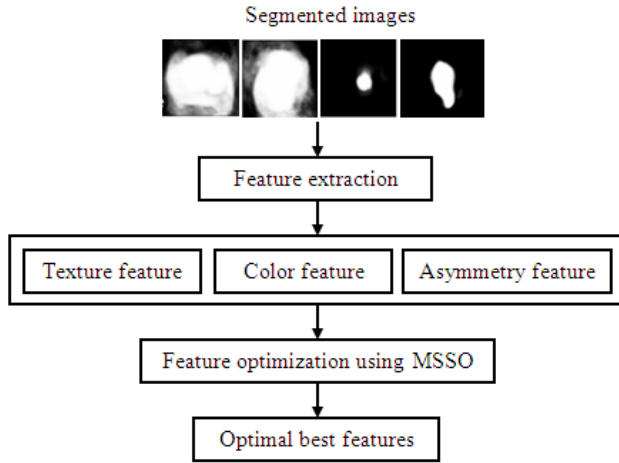 Segmented images
Feature extraction
Texture feature
Color feature
Asymmetry feature
Feature optimization using MSSO
Optimal best features